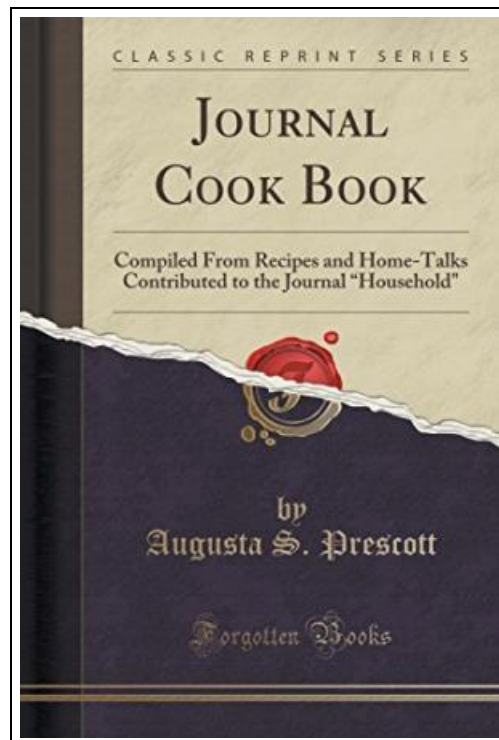 CLASSIC REPRINT SERIES
JOURNAL
COOK BOOK
Compiled From Recipes and Home-Talks
Contributed to the Journal “Household"
by
Augusta S. Prescott
Forgotten Books